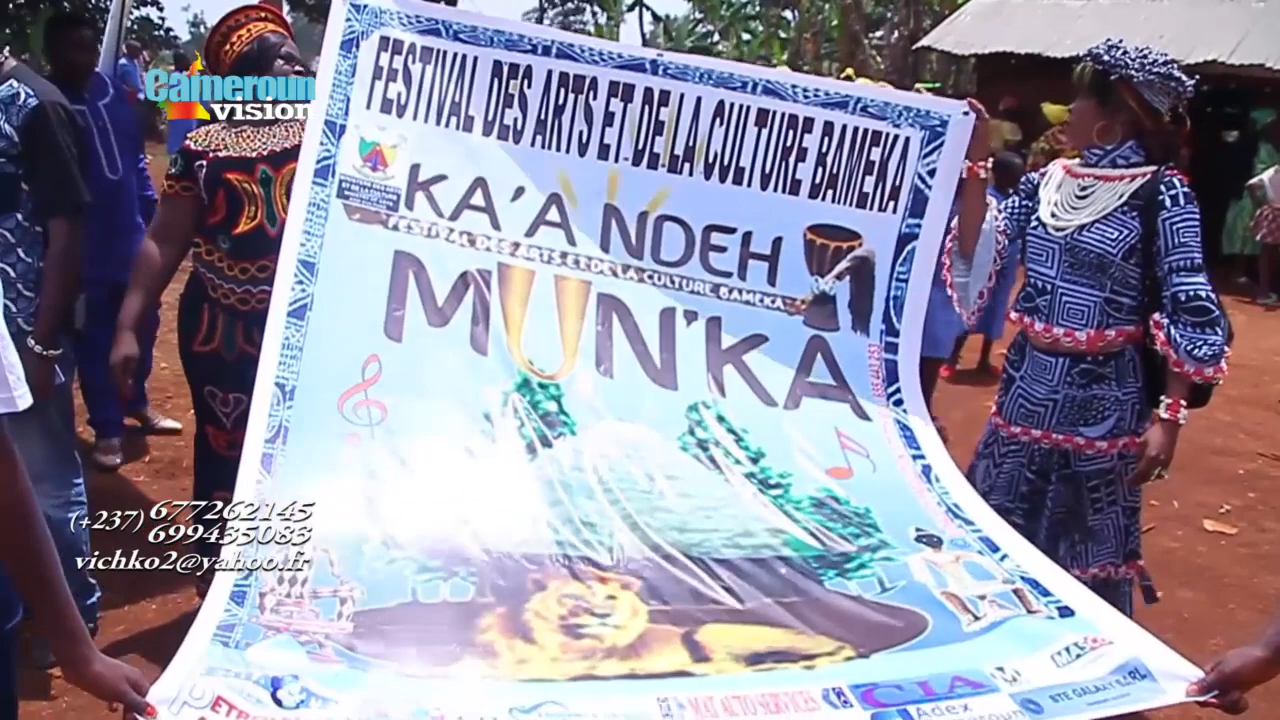 Cameroun
vision
FESTIVAL DES ARTS ET DE LA CULTURE BAMEKA
KA'A NDEH
FESTIVAL DES ARTS ET DE LA CULTURE BAMEKA
MUN'KA
(+237) 677262145
699435083
vichko2@yahoo.fr
MAT AUTO SERVICES
CIA
Adex
STE GALAXY SARL